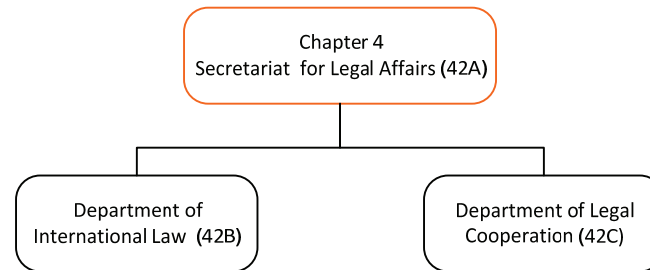 Chapter 4
Secretariat for Legal Affairs (42A)
Department of
International Law (42B)
Department of Legal
Cooperation (42C)